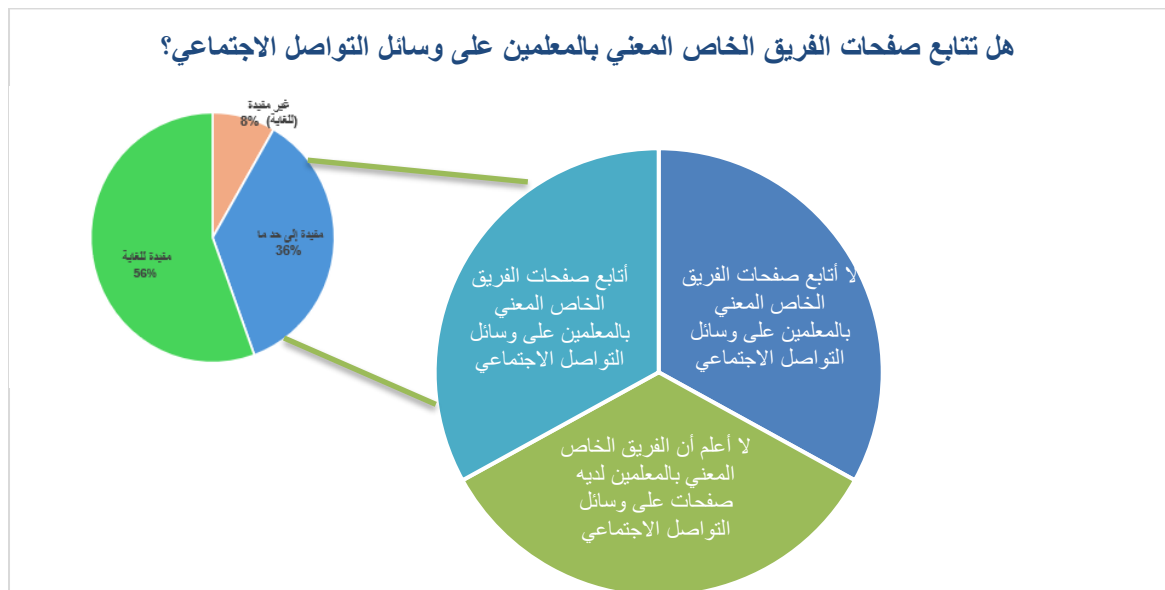 هل تتابع صفحات الفريق الخاص المعني بالمعلمين على وسائل التواصل الاجتماعي؟
غير مفيدة
(للغاية) 8%
مفيدة إلى حد ما
36%
مفيدة للغاية
56%
لا أتابع صفحات الفريق
الخاص المعني
بالمعلمين على وسائل
التواصل الاجتماعي
أتابع صفحات الفريق
الخاص المعني
بالمعلمين على وسائل
التواصل الاجتماعي
لا أعلم أن الفريق الخاص
المعني بالمعلمين لديه
صفحات على وسائل
التواصل الاجتماعي